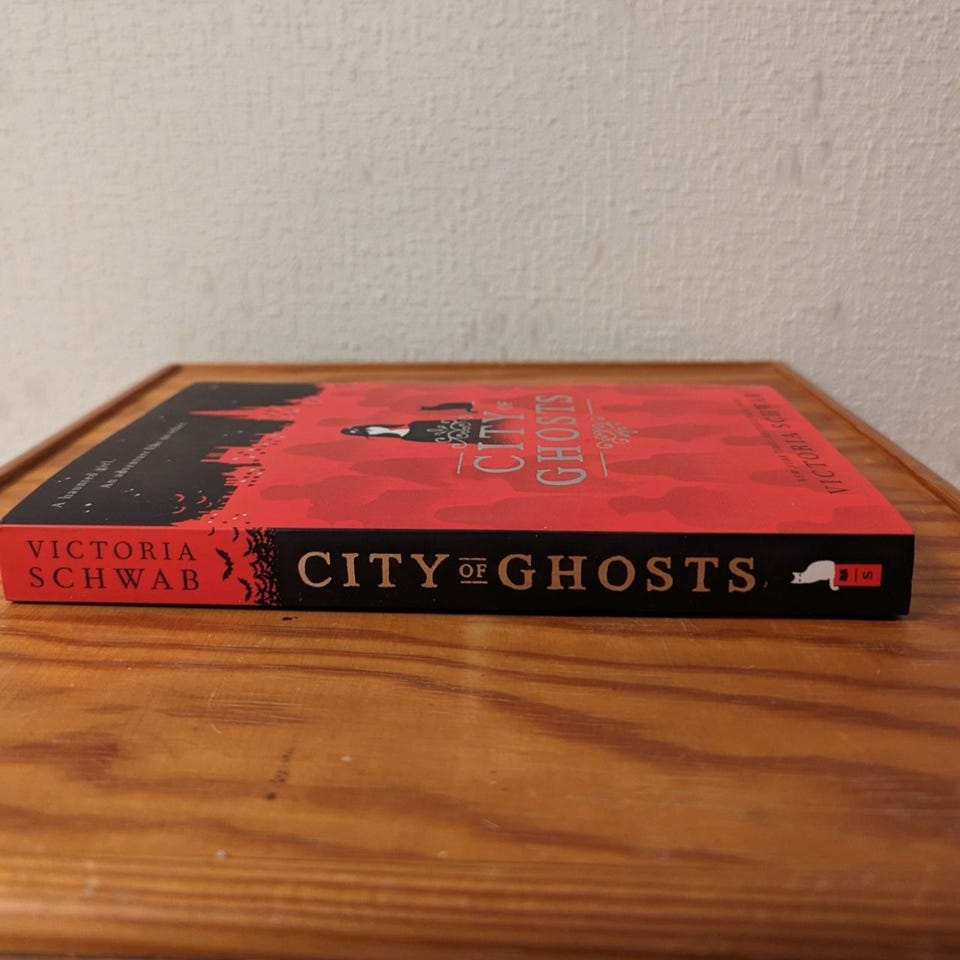 VICTORIA
SCHWAB
CITY OF GHOSTS
S
CITY OF
GHOSTS
VICTORIA SCHWAB
A haunted girl.
An adventure like no other.